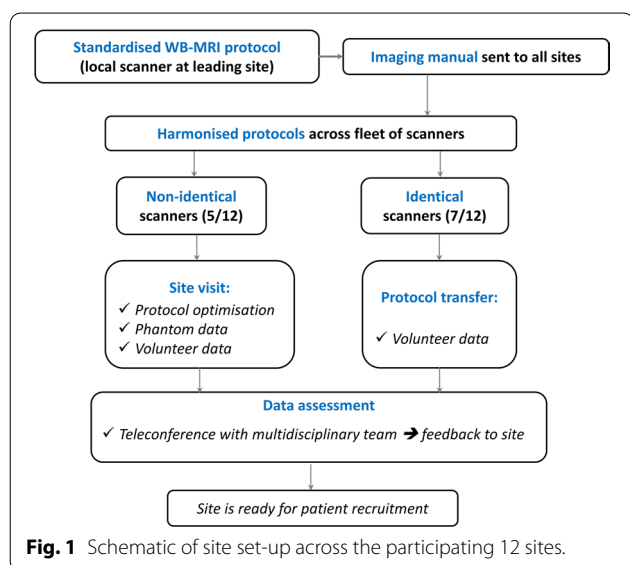 Standardised WB-MRI protocol
(local scanner at leading site)
Imaging manual sent to all sites
Harmonised protocols across fleet of scanners
Non-identical
scanners (5/12)
Identical
scanners (7/12)
Site visit:
✓ Protocol optimisation
✓ Phantom data
✓ Volunteer data
Protocol transfer:
✓ Volunteer data
Data assessment
✓ Teleconference with multidisciplinary team ➔ feedback to site
Site is ready for patient recruitment
Fig. 1 Schematic of site set-up across the participating 12 sites.